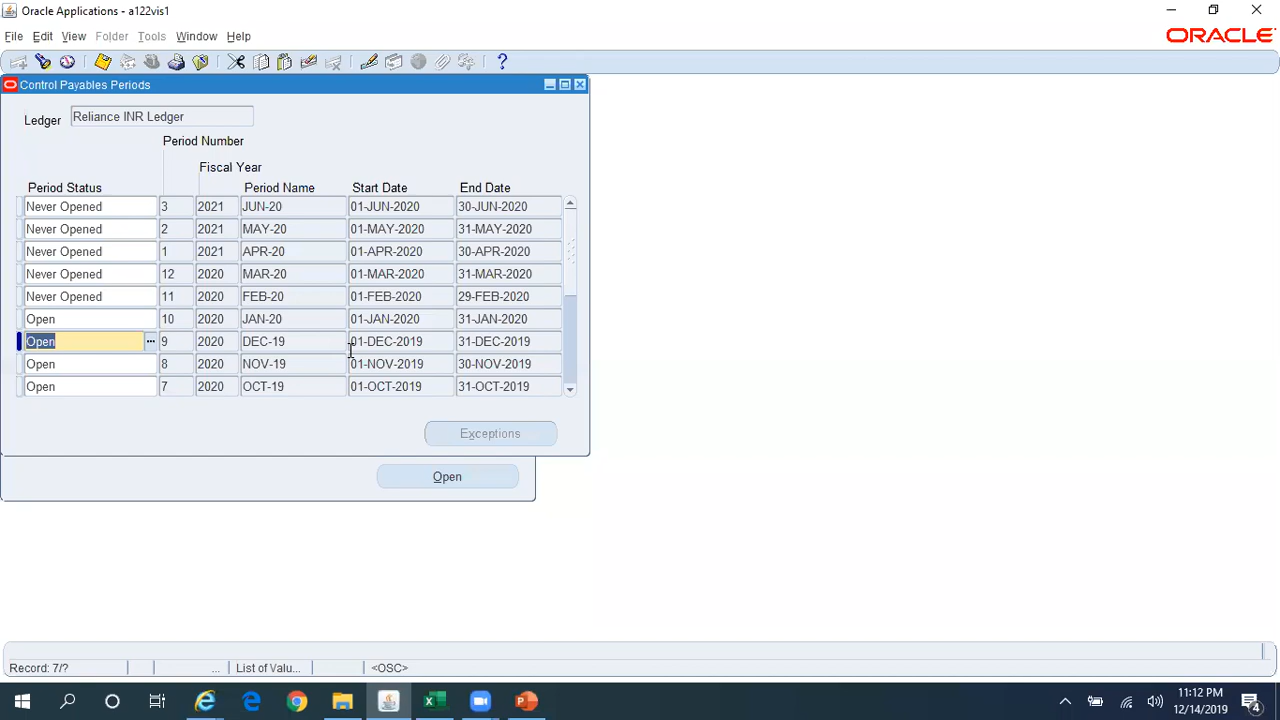 Oracle Applications - a122vis1
File Edit View Folder Tools Window Help
ORACLE
Control Payables Periods
Ledger Reliance INR Ledger
Period Number
Fiscal Year
Period Status Period Name Start Date End Date
Never Opened 3 2021 JUN-20 01-JUN-2020 30-JUN-2020
Never Opened 2 2021 MAY-20 01-MAY-2020 31-MAY-2020
Never Opened 1 2021 APR-20 01-APR-2020 30-APR-2020
Never Opened 12 2020 MAR-20 01-MAR-2020 31-MAR-2020
Never Opened 11 2020 FEB-20 01-FEB-2020 29-FEB-2020
Open 10 2020 JAN-20 01-JAN-2020 31-JAN-2020
Open ... 9 2020 DEC-19 01-DEC-2019 31-DEC-2019
Open 8 2020 NOV-19 01-NOV-2019 30-NOV-2019
Open 7 2020 OCT-19 01-OCT-2019 31-OCT-2019
Exceptions
Open
Record: 7/? ... List of Valu... <OSC>
11:12 PM
12/14/2019
4